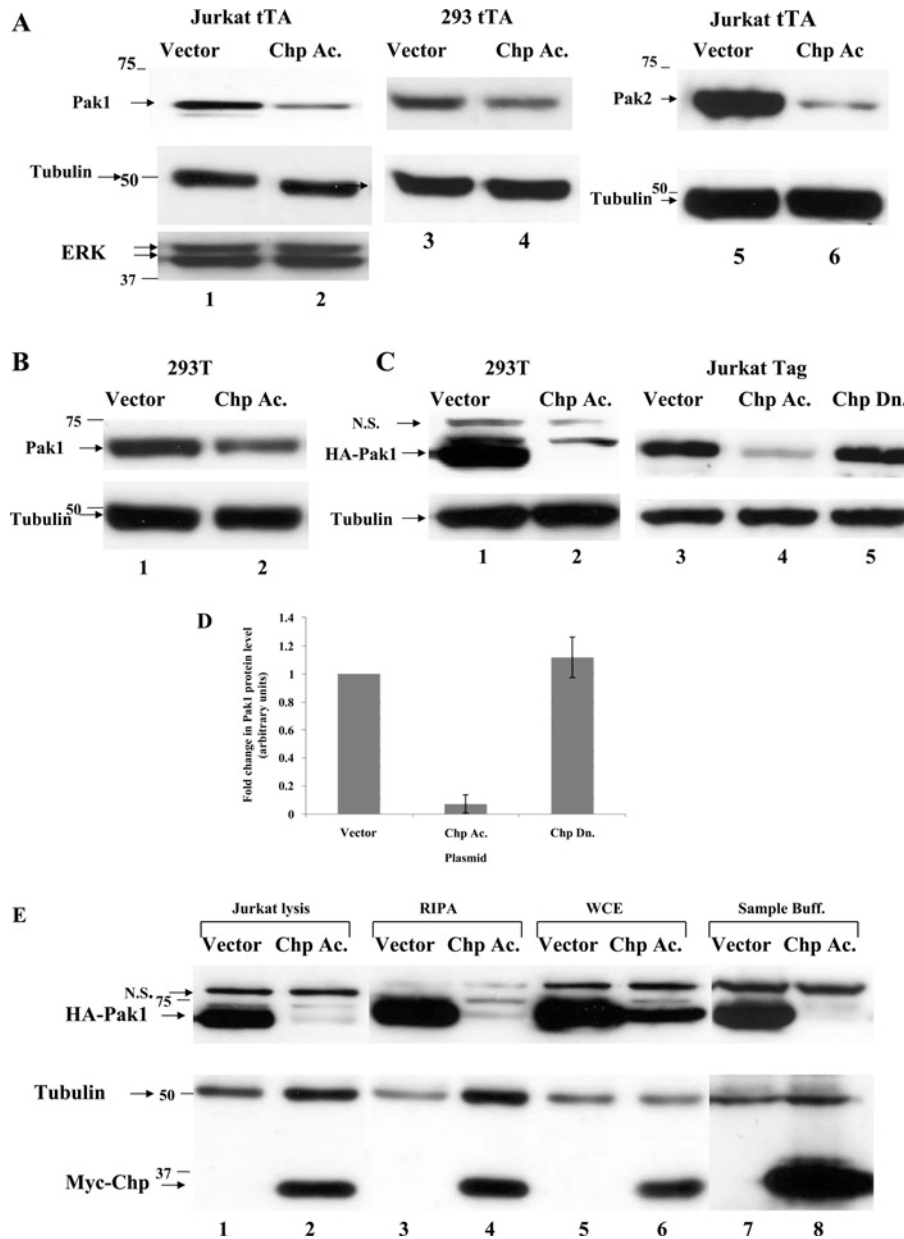 A
Jurkat tTA
293 tTA
Jurkat tTA
Vector Chp Ac.
Vector Chp Ac.
Vector Chp Ac
75
75
Pak1
Pak2
Tubulin
50
Tubulin
50
ERK
37
1 2
3 4
5 6
B
293T
Vector Chp Ac.
75
Pak1
50
Tubulin
1 2
C
293T
Jurkat Tag
Vector Chp Ac.
Vector Chp Ac. Chp Dn.
N.S.
HA-Pak1
Tubulin
1 2 3 4 5
D
Fold change in Pak1 protein level
(arbitrary units)
1.4
1.2
1
0.8
0.6
0.4
0.2
0
Vector Chp Ac. Chp Dn.
Plasmid
E
Jurkat lysis RIPA WCE Sample Buff.
Vector Chp Ac. Vector Chp Ac. Vector Chp Ac. Vector Chp Ac.
N.S.
75
HA-Pak1
Tubulin 50
37
Myc-Chp
1 2 3 4 5 6 7 8